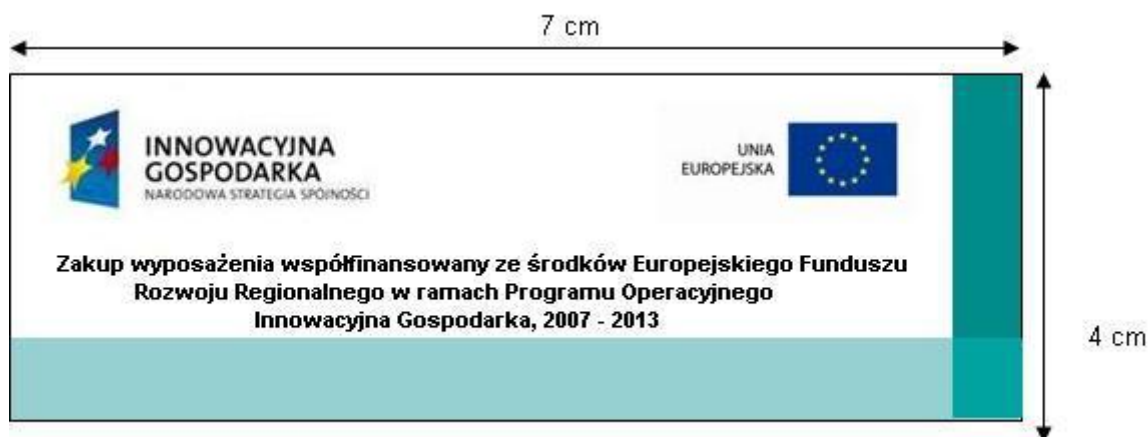 7 cm
INNOWACYJNA
GOSPODARKA
NARODOWA STRATEGIA SPÓJNOŚCI
UNIA
EUROPEJSKA
Zakup wyposażenia współfinansowany ze środków Europejskiego Funduszu
Rozwoju Regionalnego w ramach Programu Operacyjnego
Innowacyjna Gospodarka, 2007 - 2013
4 cm